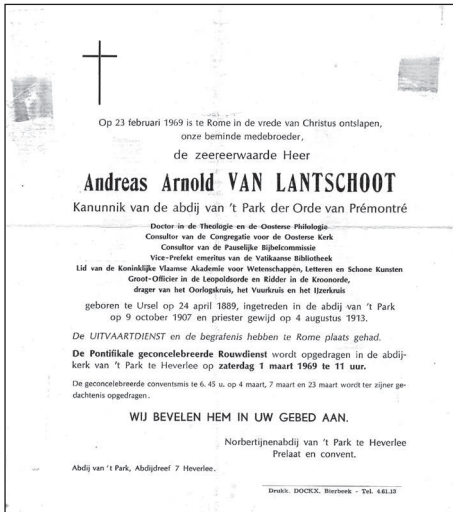 Op 23 februari 1969 is te Rome in de vrede van Christus ontslapen,
onze beminde medebroeder,
de zeereerwaarde Heer
Andreas Arnold VAN LANTSCHOOT
Kanunnik van de abdij van 't Park der Orde van Prémontré
Doctor in de Theologie en de Oosterse Philologie
Consultor van de Congregatie voor de Oosterse Kerk
Consultor van de Pauselijke Bijbelcommissie
Vice-Prefekt emeritus van de Vatikaanse Bibliotheek
Lid van de Koninklijke Vlaamse Akademie voor Wetenschappen, Letteren en Schone Kunsten
Groot-Officier in de Leopoldsorde en Ridder in de Kroonorde,
drager van het Oorlogskruis, het Vuurkruis en het IJzerkruis
geboren te Ursel op 24 april 1889, ingetreden in de abdij van 't Park
op 9 october 1907 en priester gewijd op 4 augustus 1913.
De UITVAARTDIENST en de begrafenis hebben te Rome plaats gehad.
De Pontifikale geconcelebreerde Rouwdienst wordt opgedragen in de abdij-
kerk van 't Park te Heverlee op zaterdag 1 maart 1969 te 11 uur.
De geconcelebreerde conventsmis te 6.45 u. op 4 maart, 7 maart en 23 maart wordt ter zijner ge-
dachtenis opgedragen.
WIJ BEVELEN HEM IN UW GEBED AAN.
Norbertijnenabdij van 't Park te Heverlee
Prelaat en convent.
Abdij van 't Park, Abdijdreef 7 Heverlee.
Drukk. DOCKX, Bierbeek - Tel. 4.61.13